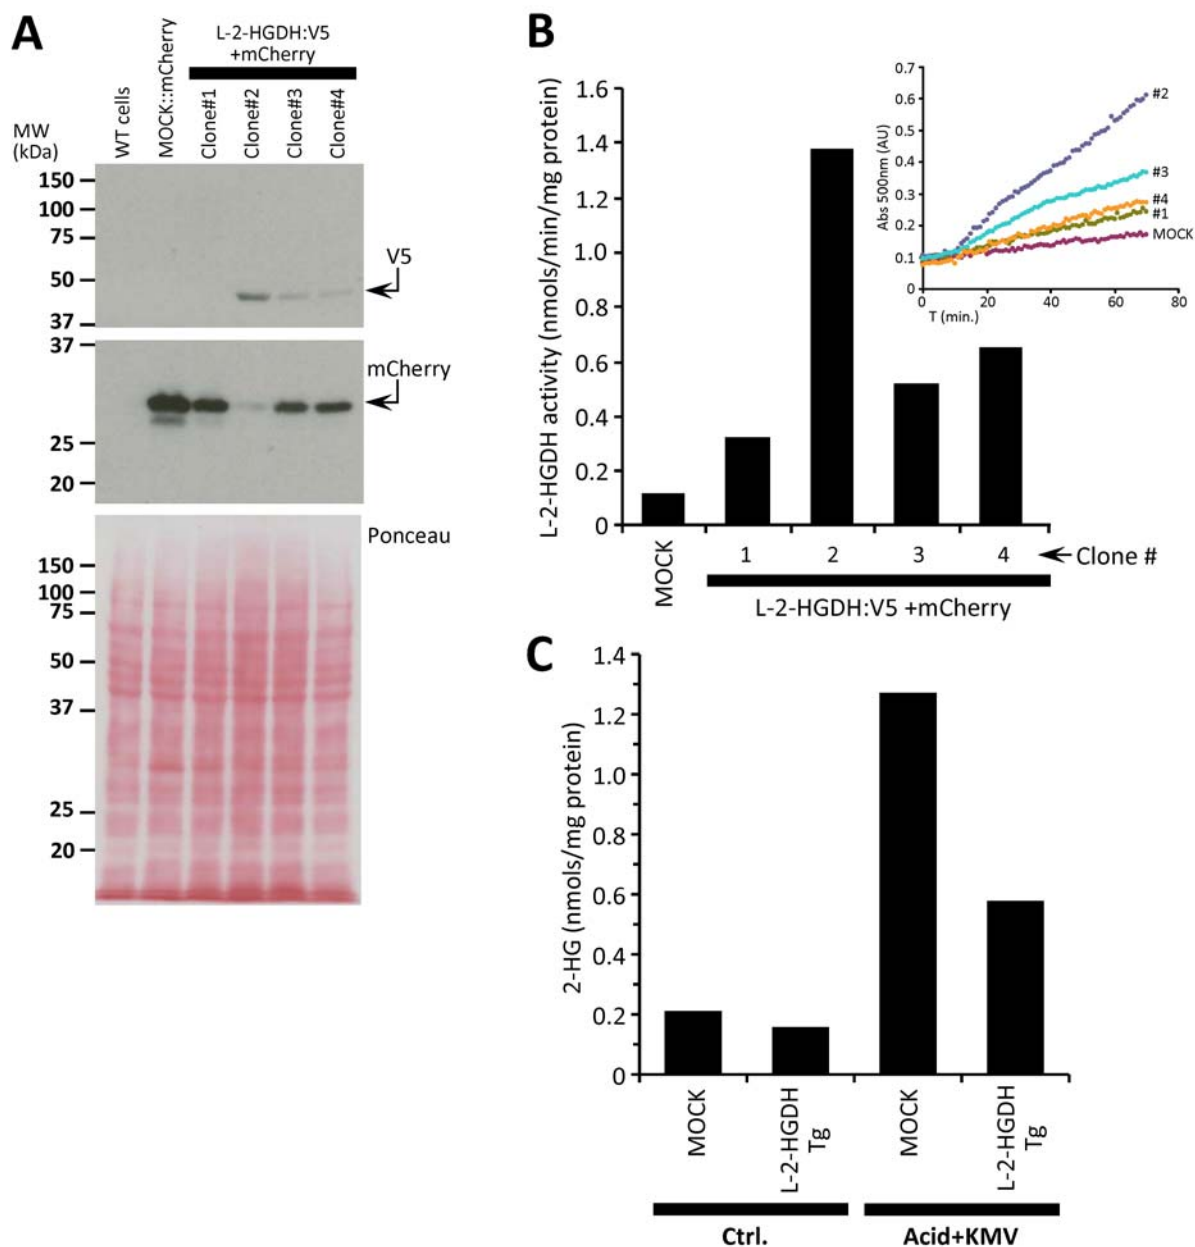 A
L-2-HGDH:V5
+mCherry
MW
(kDa)
WT cells
MOCK::mCherry
Clone#1
Clone#2
Clone#3
Clone#4
150
100
75
50
37
V5
37
25
20
mCherry
Ponceau
150
100
75
50
37
25
20
B
L-2-HGDH activity (nmols/min/mg protein)
1.6
1.4
1.2
1.0
0.8
0.6
0.4
0.2
0
Abs 500nm (AU)
0.7
0.6
0.5
0.4
0.3
0.2
0.1
0
#2
#3
#4
#1
MOCK
0 20 40 60 80
T (min.)
MOCK
1 2 3 4
Clone #
L-2-HGDH:V5 +mCherry
C
2-HG (nmols/mg protein)
1.4
1.2
1.0
0.8
0.6
0.4
0.2
0
MOCK
L-2-HGDH
Tg
MOCK
L-2-HGDH
Tg
Ctrl.
Acid+KMV